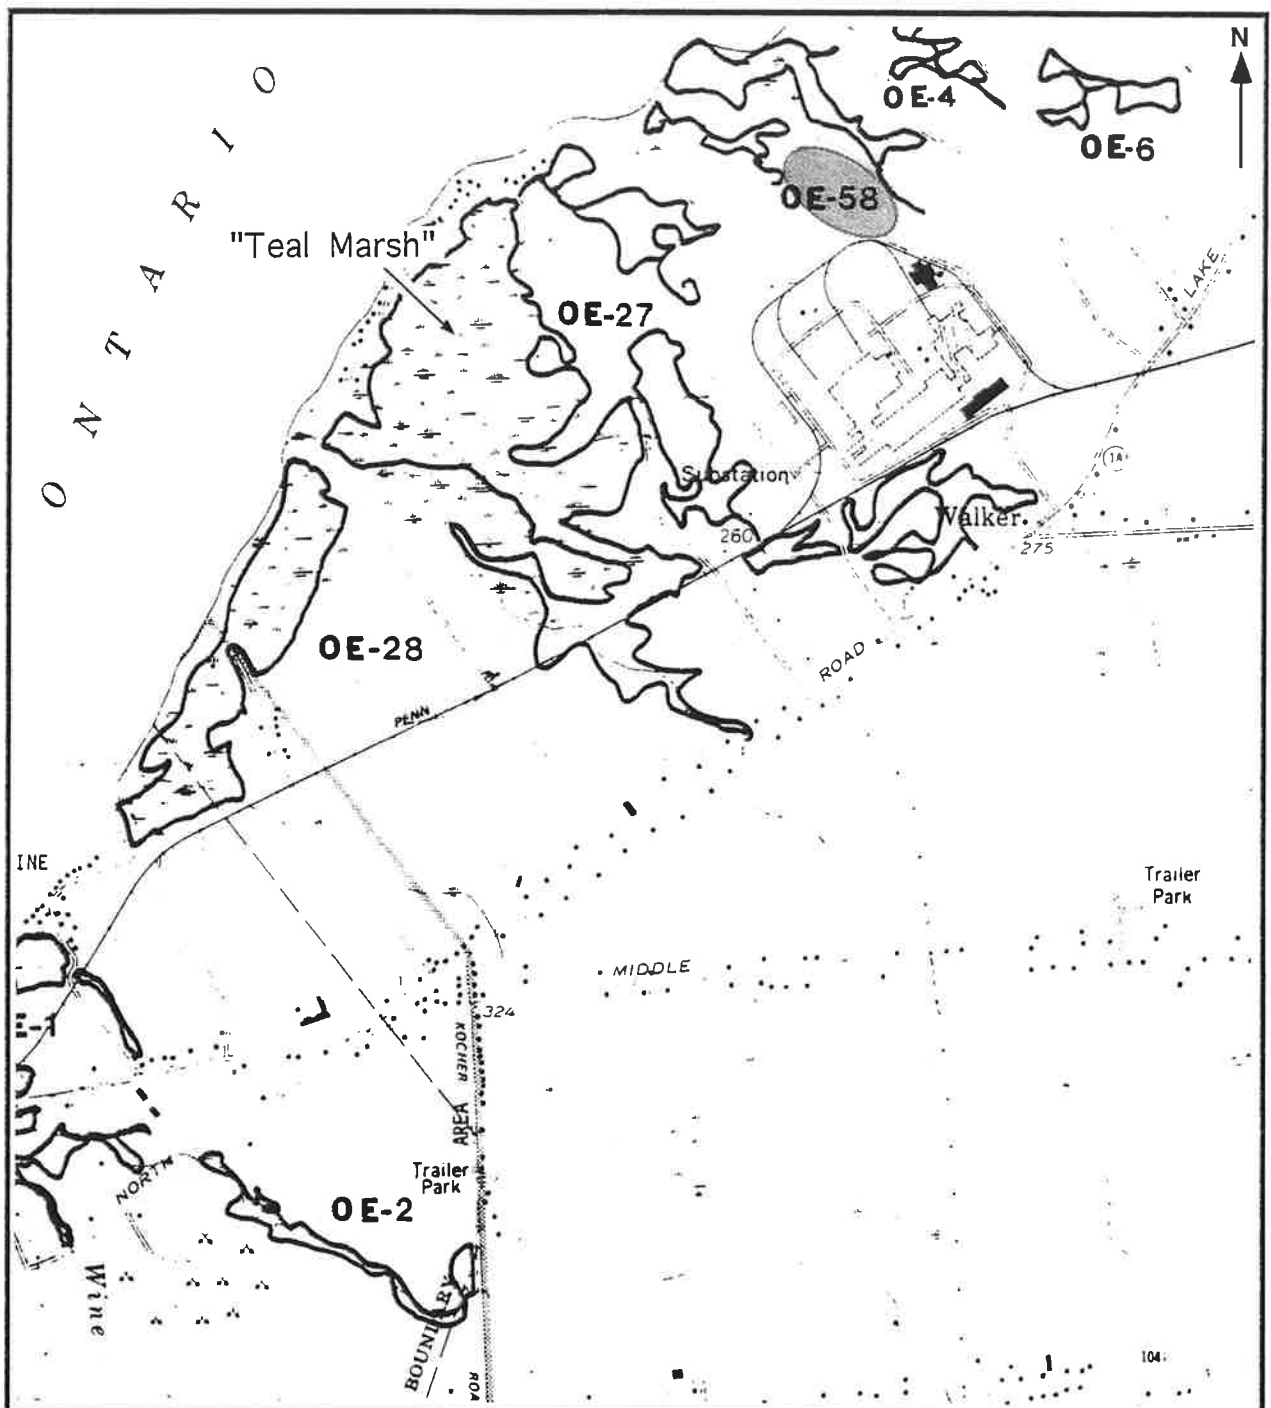 N
ONTARIO
OE-4
OE-6
OE-58
"Teal Marsh"
OE-27
LAKE
1A
Substation
Walker
260
275
OE-28
ROAD
PENN
INE
Trailer
Park
MIDDLE
324
KOCHER
AREA
Trailer
Park
NORTH
OE-2
Wine
BOUNDARY
ROA
104